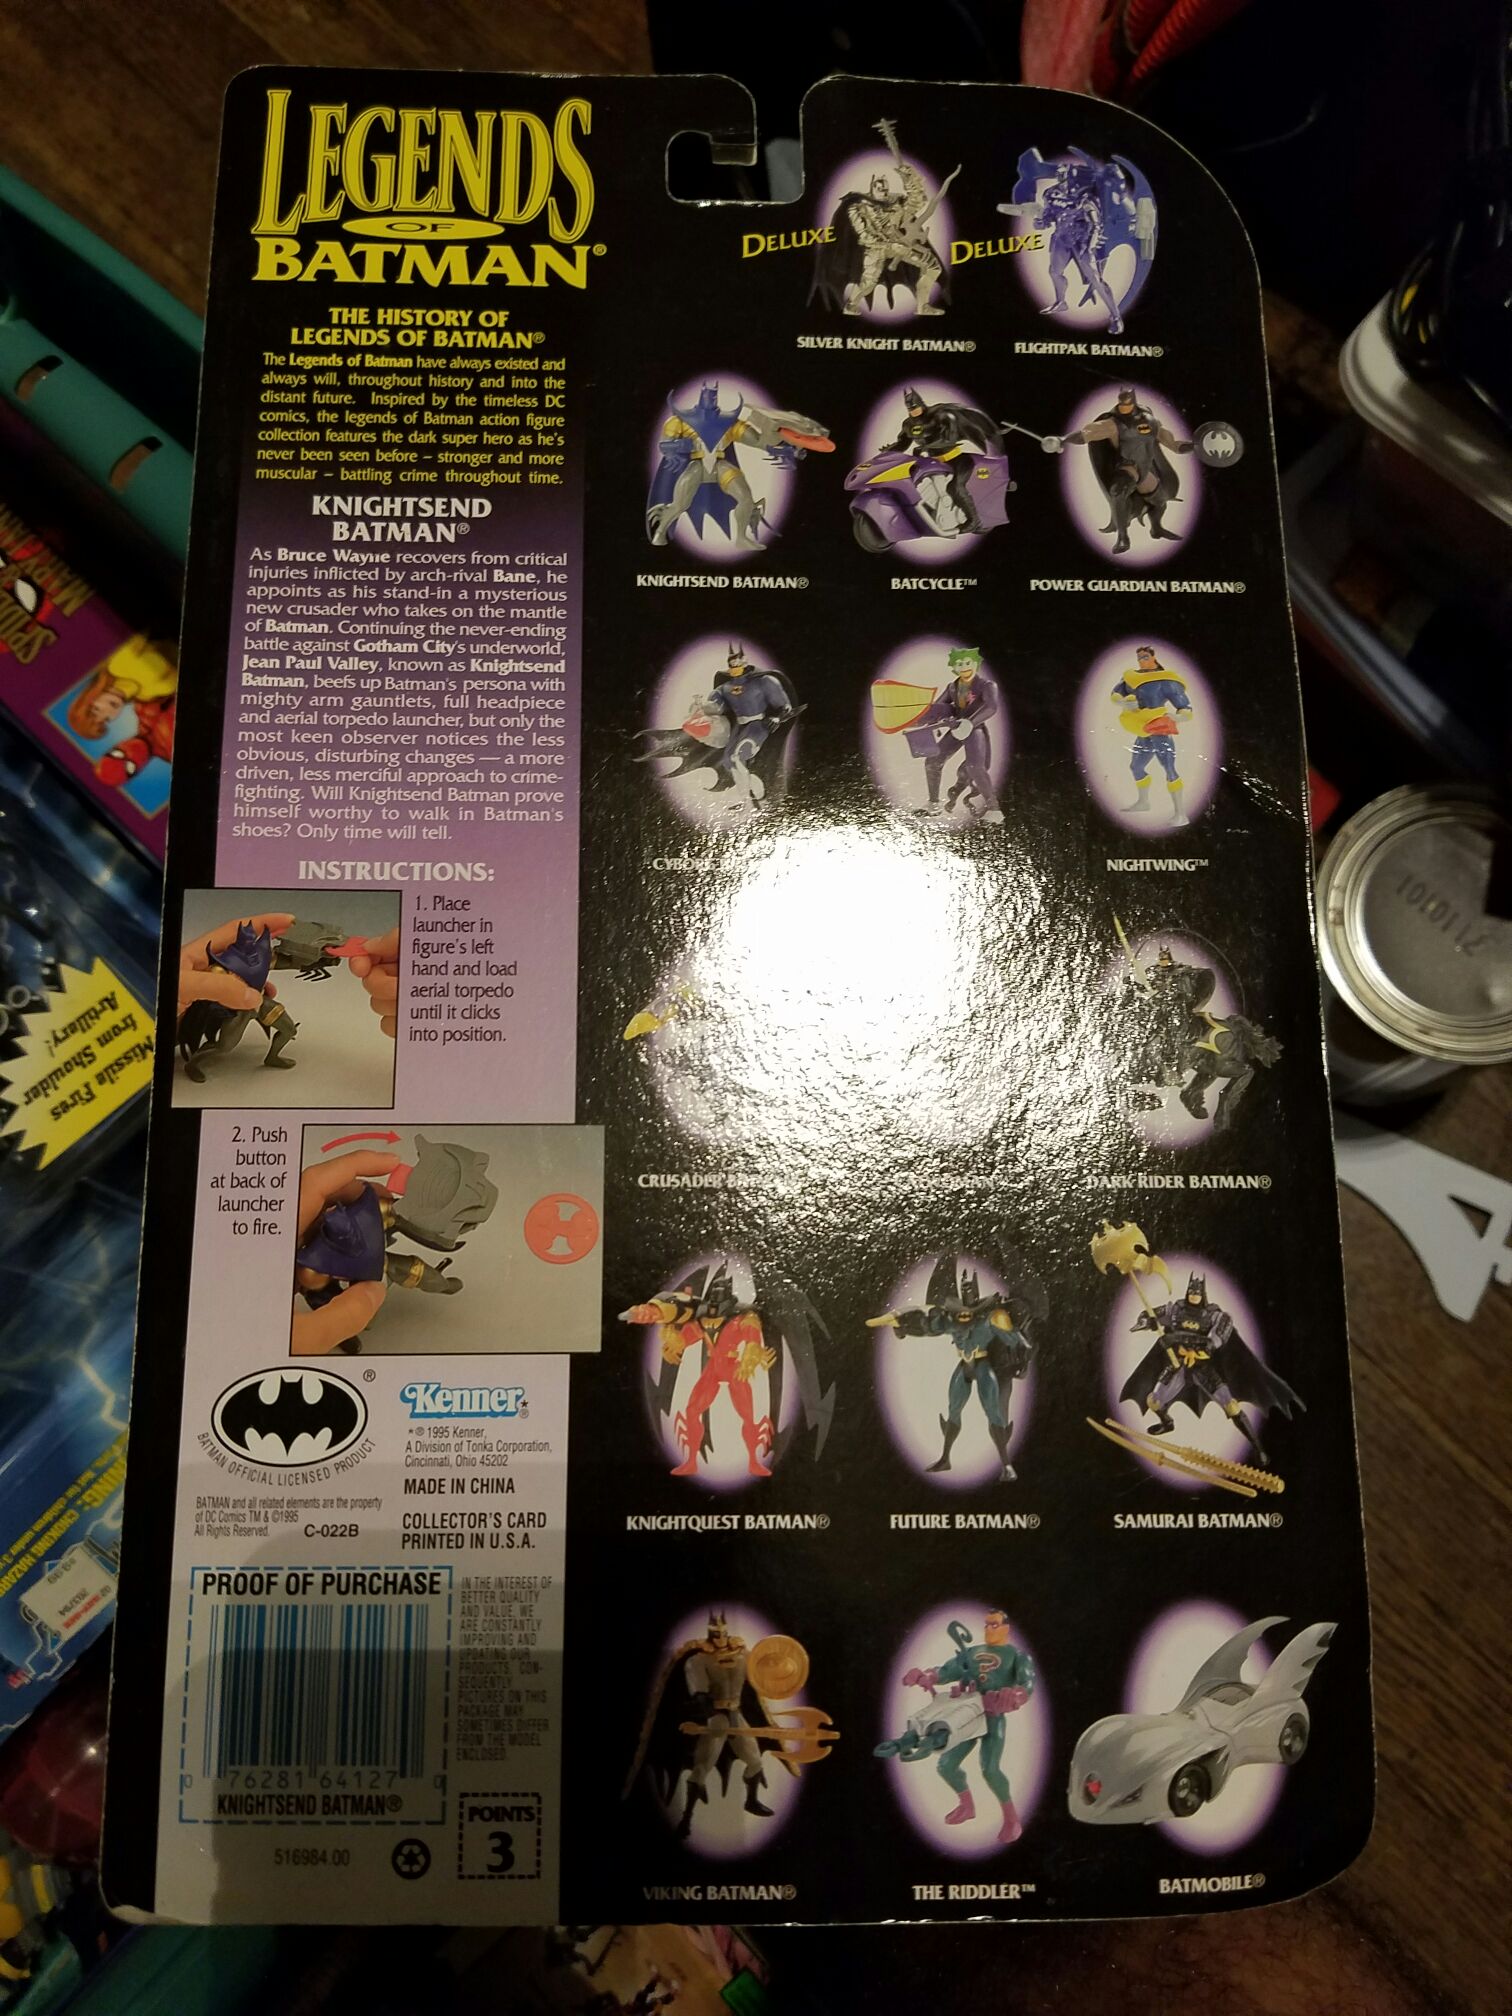 LEGENDS
OF
BATMAN®
THE HISTORY OF
LEGENDS OF BATMAN®
The Legends of Batman have always existed and
always will, throughout history and into the
distant future. Inspired by the timeless DC
comics, the legends of Batman action figure
collection features the dark super hero as he's
never been seen before – stronger and more
muscular – battling crime throughout time.
KNIGHTSEND
BATMAN®
As Bruce Wayne recovers from critical
injuries inflicted by arch-rival Bane, he
appoints as his stand-in a mysterious
new crusader who takes on the mantle
of Batman. Continuing the never-ending
battle against Gotham City's underworld,
Jean Paul Valley, known as Knightsend
Batman, beefs up Batman's persona with
mighty arm gauntlets, full headpiece
and aerial torpedo launcher, but only the
most keen observer notices the less
obvious, disturbing changes — a more
driven, less merciful approach to crime-
fighting. Will Knightsend Batman prove
himself worthy to walk in Batman's
shoes? Only time will tell.
INSTRUCTIONS:
1. Place
launcher in
figure's left
hand and load
aerial torpedo
until it clicks
into position.
2. Push
button
at back of
launcher
to fire.
®
BATMAN OFFICIAL LICENSED PRODUCT
Kenner®
*® 1995 Kenner,
A Division of Tonka Corporation,
Cincinnati, Ohio 45202
MADE IN CHINA
BATMAN and all related elements are the property
of DC Comics TM & ©1995
All Rights Reserved. C-022B
COLLECTOR'S CARD
PRINTED IN U.S.A.
PROOF OF PURCHASE
0 76281 64127 0
KNIGHTSEND BATMAN®
IN THE INTEREST OF
BETTER QUALITY
AND VALUE, WE
ARE CONSTANTLY
IMPROVING AND
UPDATING OUR
PRODUCTS, CON-
SEQUENTLY
PICTURES ON THIS
PACKAGE MAY
SOMETIMES DIFFER
FROM THE MODEL
ENCLOSED.
POINTS
3
516984.00
DELUXE
DELUXE
SILVER KNIGHT BATMAN®
FLIGHTPAK BATMAN®
KNIGHTSEND BATMAN®
BATCYCLE™
POWER GUARDIAN BATMAN®
NIGHTWING™
CRUSADER
DARK RIDER BATMAN®
KNIGHTQUEST BATMAN®
FUTURE BATMAN®
SAMURAI BATMAN®
VIKING BATMAN®
THE RIDDLER™
BATMOBILE®
Missile Fires
from Shoulder
Artillery!